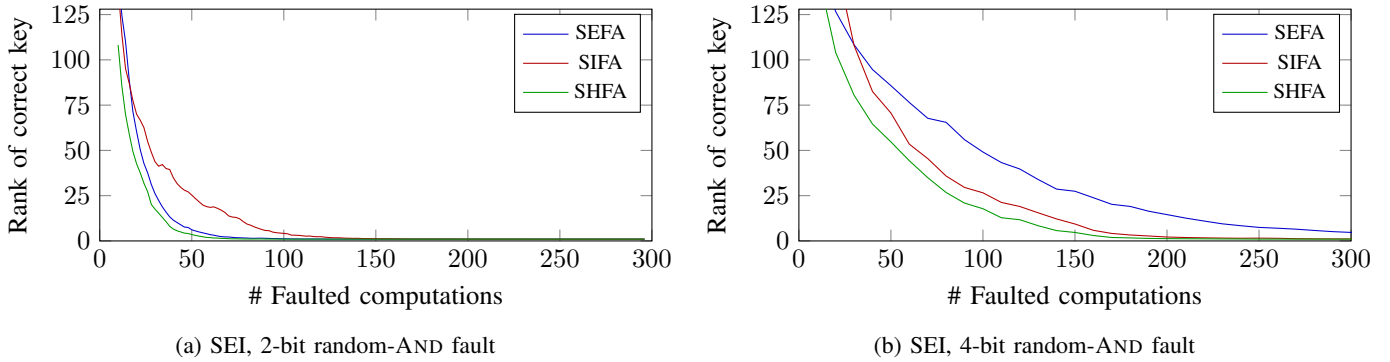 125
100
75
50
25
0
Rank of correct key
SEFA
SIFA
SHFA
0 50 100 150 200 250 300
# Faulted computations
(a) SEI, 2-bit random-AND fault
125
100
75
50
25
0
Rank of correct key
SEFA
SIFA
SHFA
0 50 100 150 200 250 300
# Faulted computations
(b) SEI, 4-bit random-AND fault